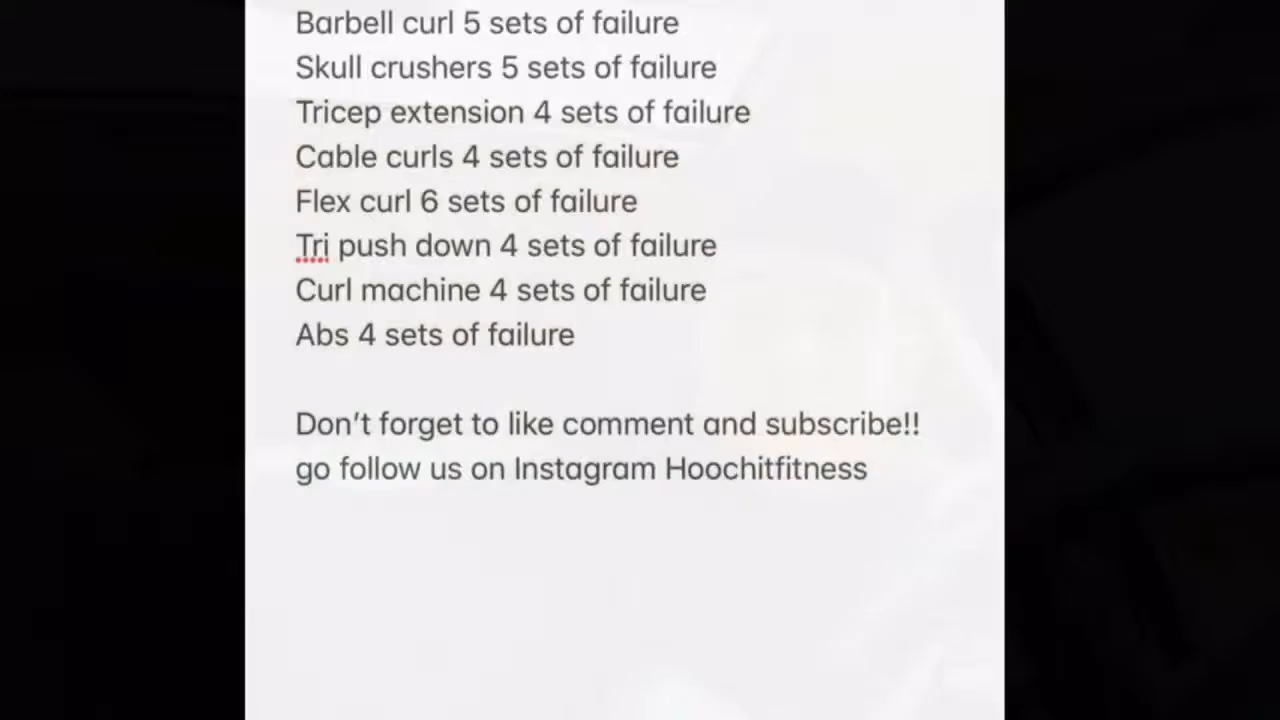 Barbell curl 5 sets of failure
Skull crushers 5 sets of failure
Tricep extension 4 sets of failure
Cable curls 4 sets of failure
Flex curl 6 sets of failure
Tri push down 4 sets of failure
Curl machine 4 sets of failure
Abs 4 sets of failure
Don’t forget to like comment and subscribe!!
go follow us on Instagram Hoochitfitness